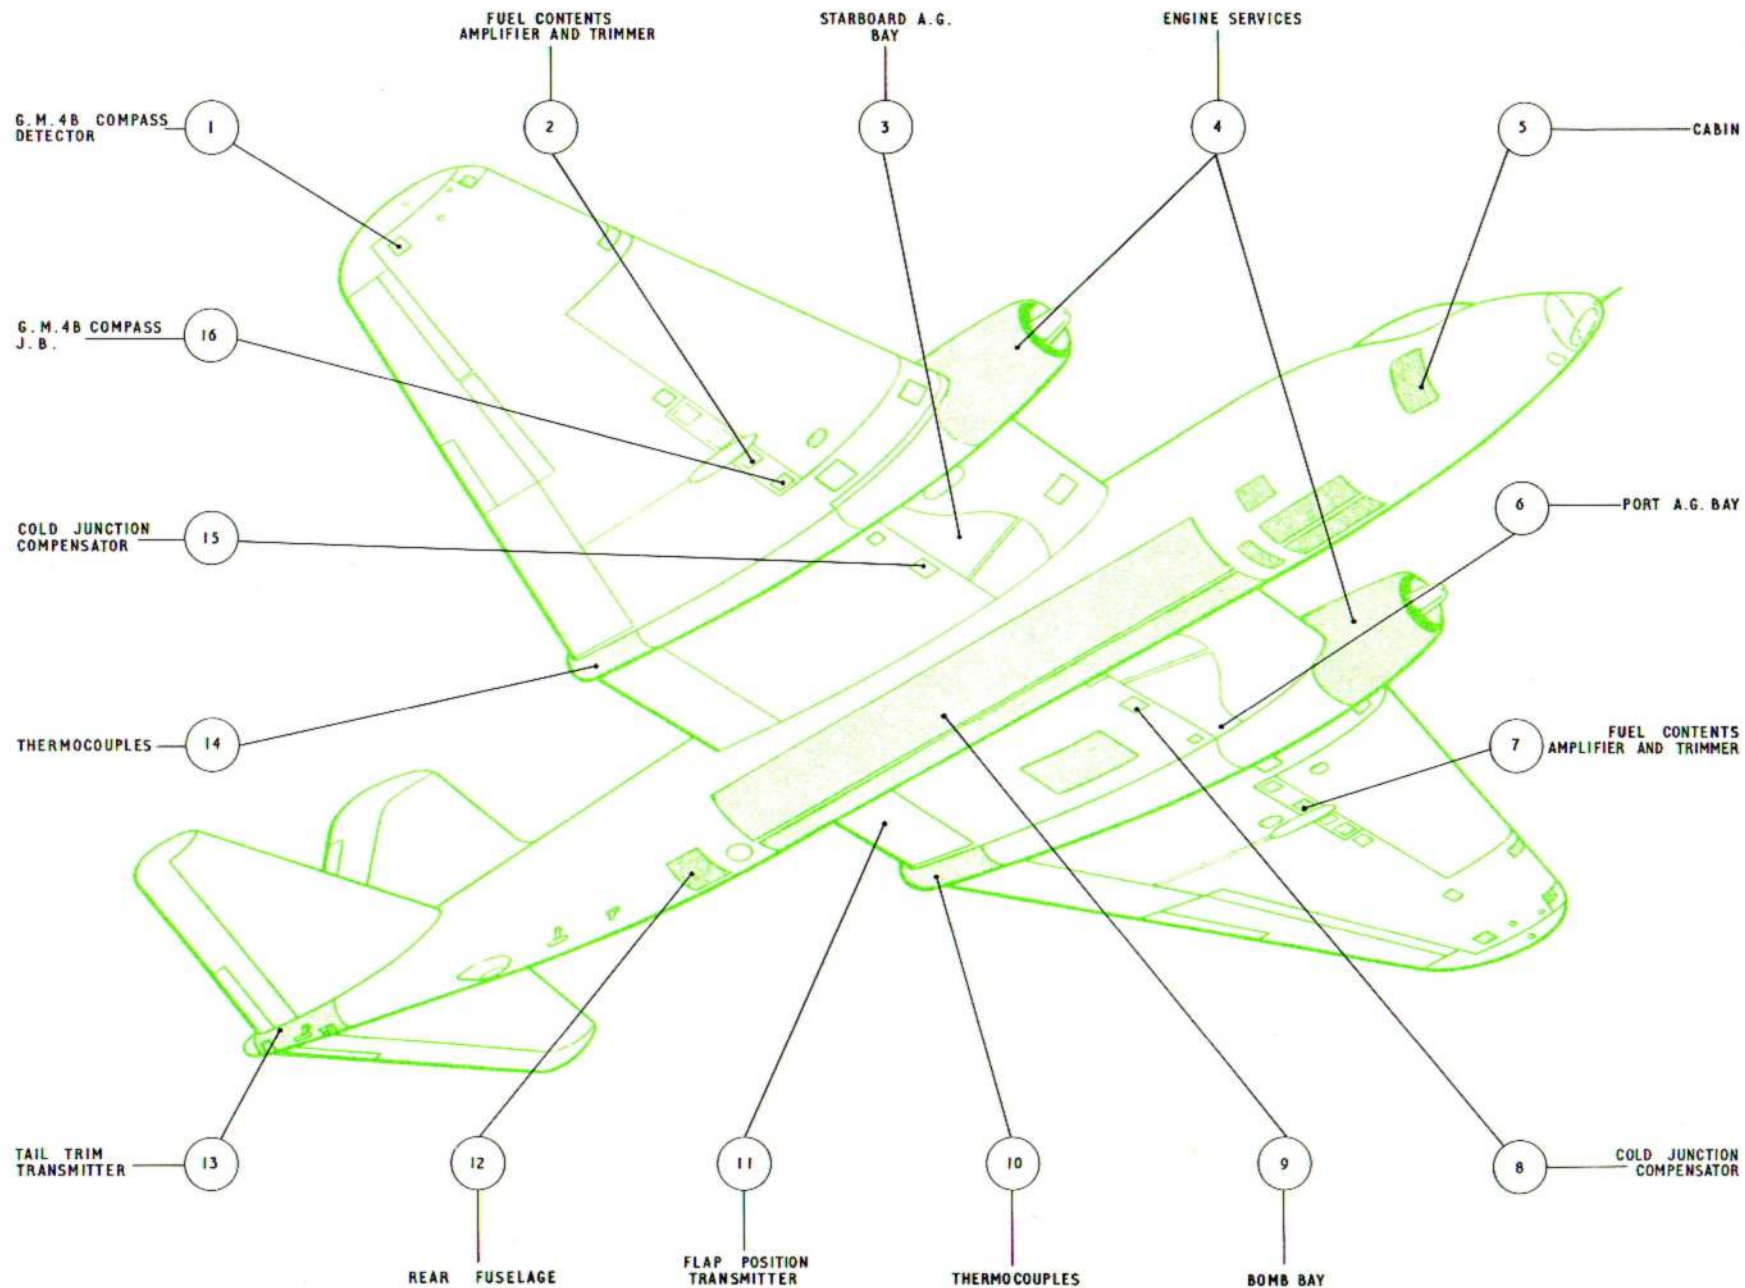 FUEL CONTENTS
AMPLIFIER AND TRIMMER
STARBOARD A.G.
BAY
ENGINE SERVICES
G.M.4B COMPASS
DETECTOR
1
2
3
4
5
CABIN
G.M.4B COMPASS
J.B.
16
COLD JUNCTION
COMPENSATOR
15
6
PORT A.G. BAY
THERMOCOUPLES
14
7
FUEL CONTENTS
AMPLIFIER AND TRIMMER
TAIL TRIM
TRANSMITTER
13
12
11
10
9
8
COLD JUNCTION
COMPENSATOR
REAR FUSELAGE
FLAP POSITION
TRANSMITTER
THERMOCOUPLES
BOMB BAY